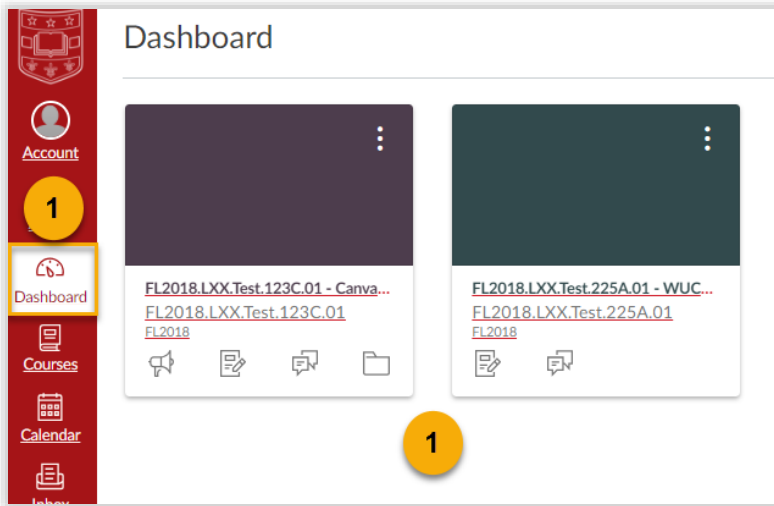 Dashboard
Account
1
Dashboard
Courses
Calendar
Inbox
FL2018.LXX.Test.123C.01 - Canva...
FL2018.LXX.Test.123C.01
FL2018
FL2018.LXX.Test.225A.01 - WUC...
FL2018.LXX.Test.225A.01
FL2018
1